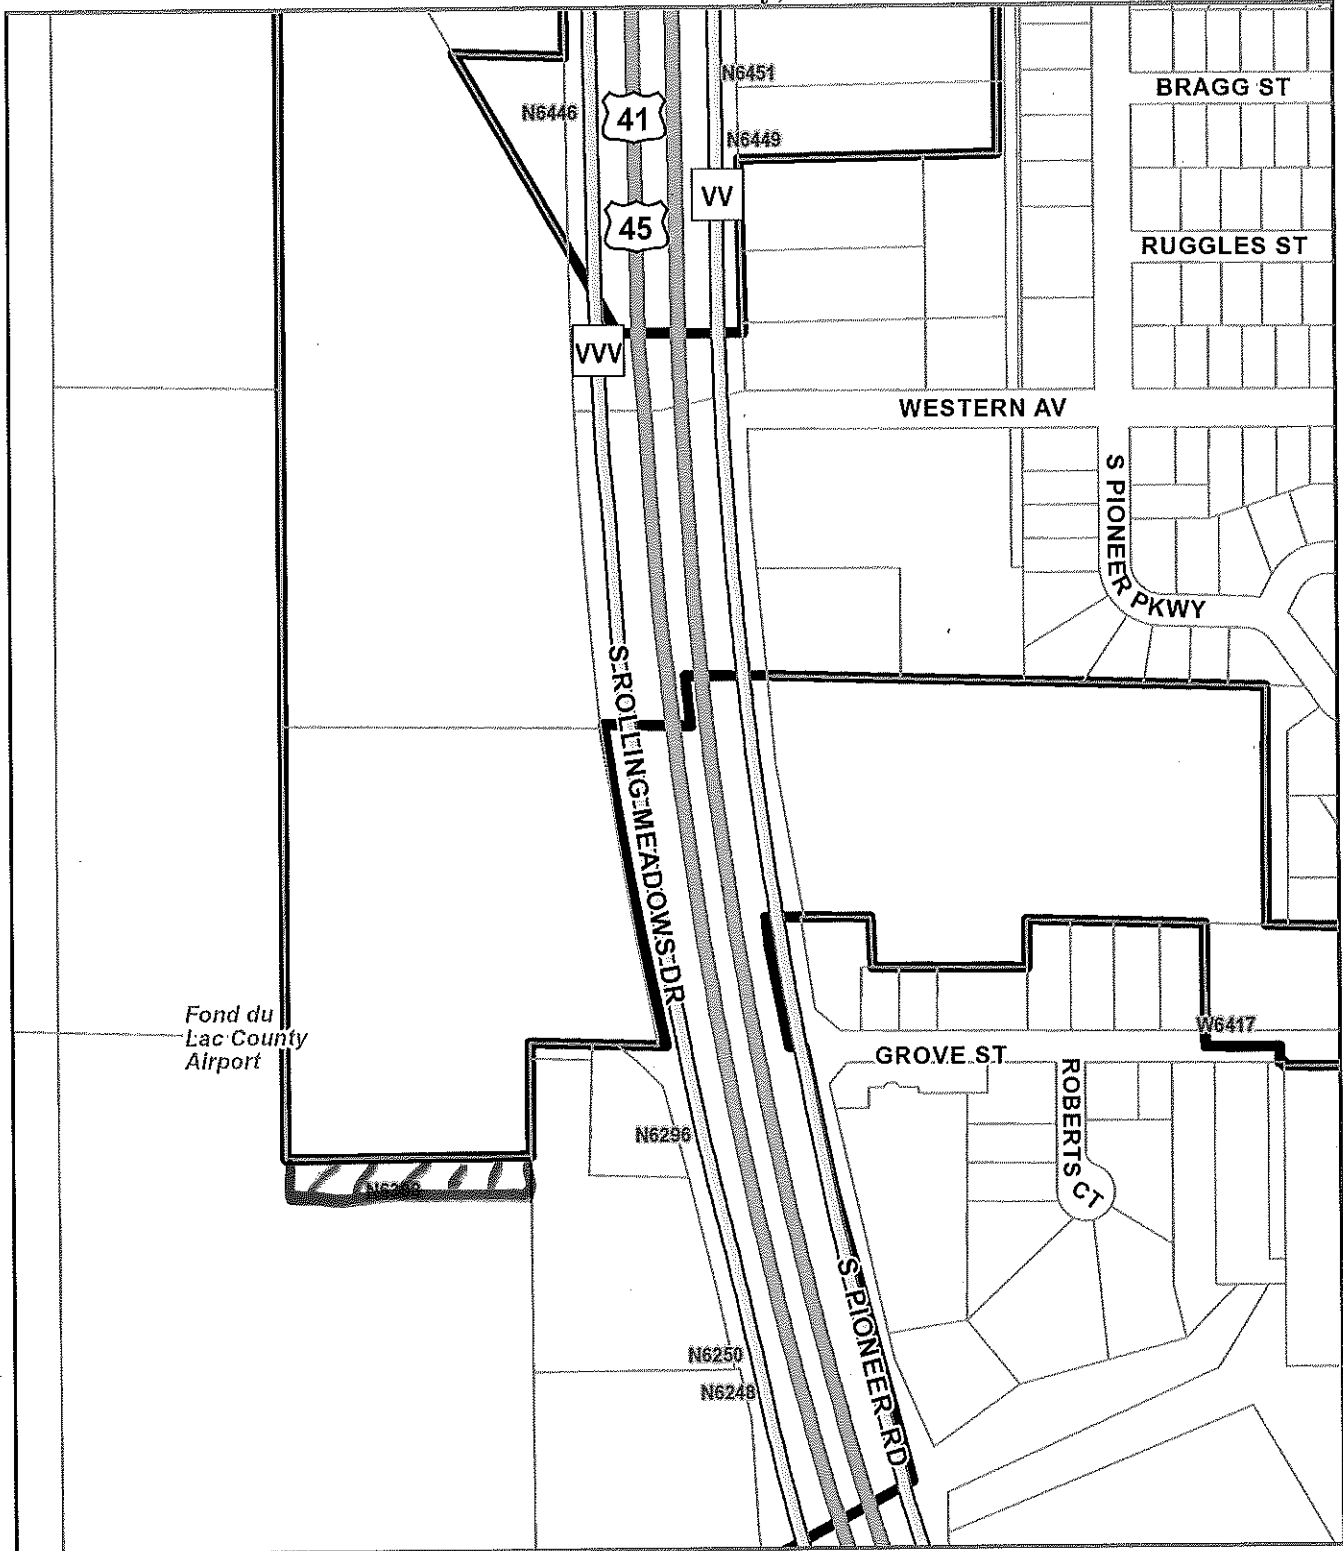 N6451
BRAGG ST
N6446
41
N6449
VV
45
RUGGLES ST
VVV
WESTERN AV
S PIONEER PKWY
S ROLLING MEADOWS DR
Fond du
Lac County
Airport
W6417
GROVE ST
ROBERTS CT
N6296
S PIONEER RD
N6250
N6248